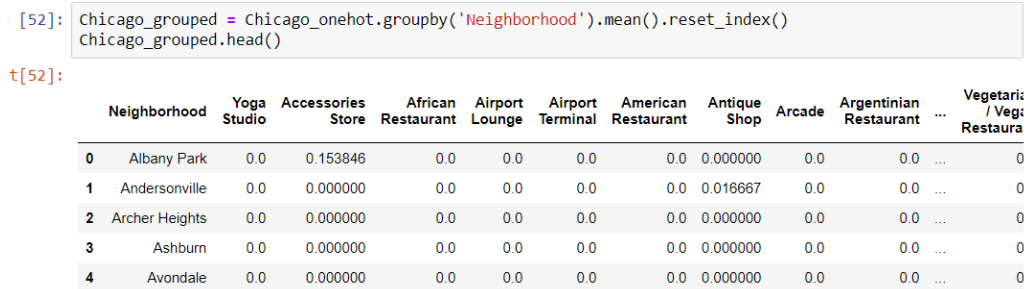 [52]: Chicago_grouped = Chicago_onehot.groupby('Neighborhood').mean().reset_index()
Chicago_grouped.head()
t[52]:
Neighborhood Yoga Studio Accessories Store African Restaurant Airport Lounge Airport Terminal American Restaurant Antique Shop Arcade Argentinian Restaurant ... / 
0 Albany Park 0.0 0.153846 0.0 0.0 0.0 0.0 0.000000 0.0 0.0 ... 0
1 Andersonville 0.0 0.000000 0.0 0.0 0.0 0.0 0.016667 0.0 0.0 ... 0
2 Archer Heights 0.0 0.000000 0.0 0.0 0.0 0.0 0.000000 0.0 0.0 ... 0
3 Ashburn 0.0 0.000000 0.0 0.0 0.0 0.0 0.000000 0.0 0.0 ... 0
4 Avondale 0.0 0.000000 0.0 0.0 0.0 0.0 0.000000 0.0 0.0 ... 0